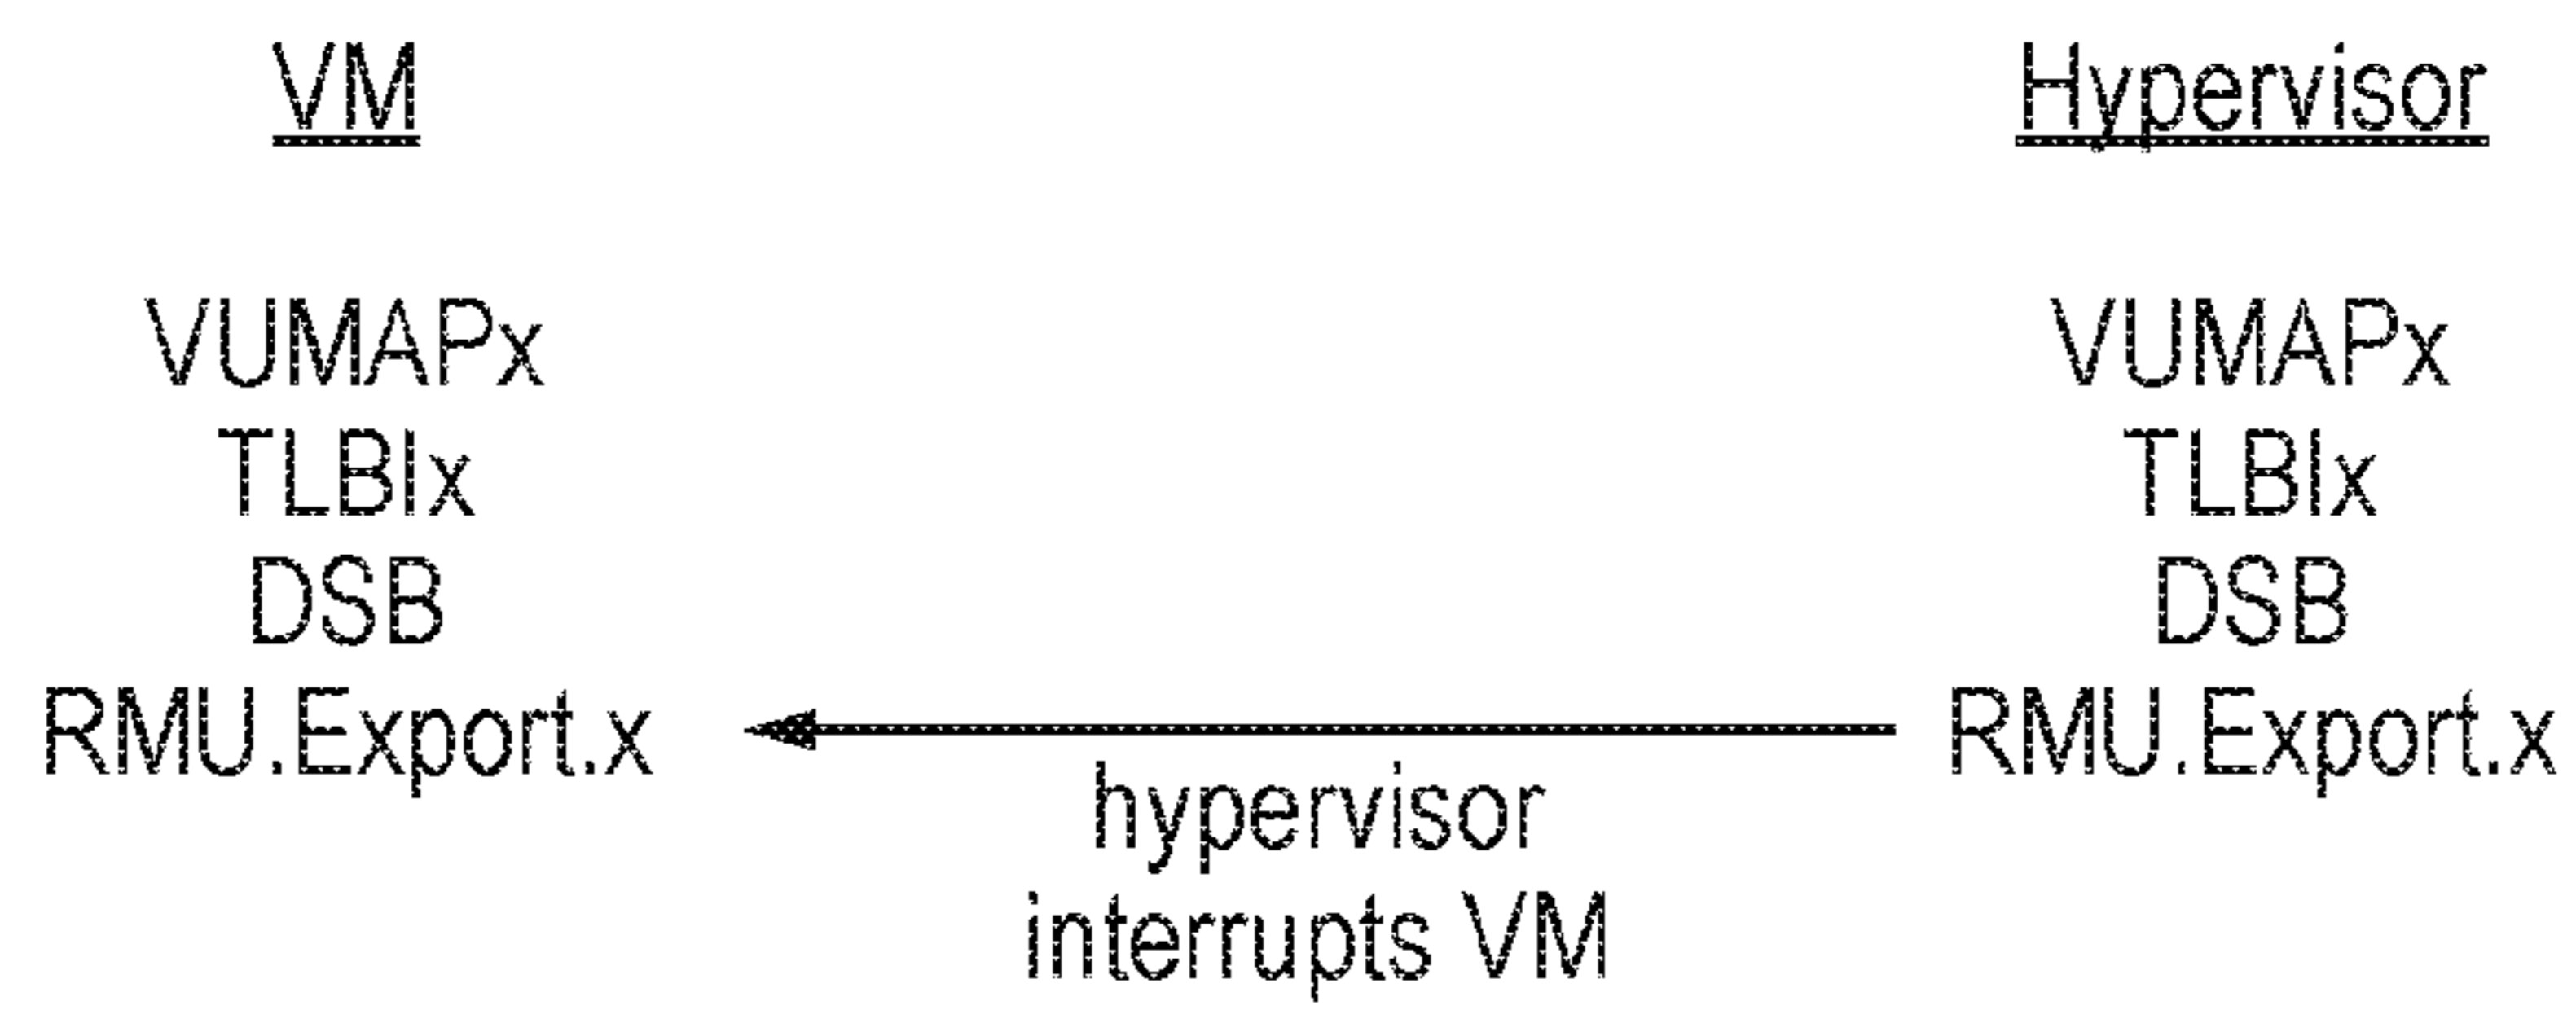 VM
Hypervisor
VUMAPx
VUMAPx
TLBIx
TLBIx
DSB
DSB
RMU.Export.x
RMU.Export.x
hypervisor
interrupts VM